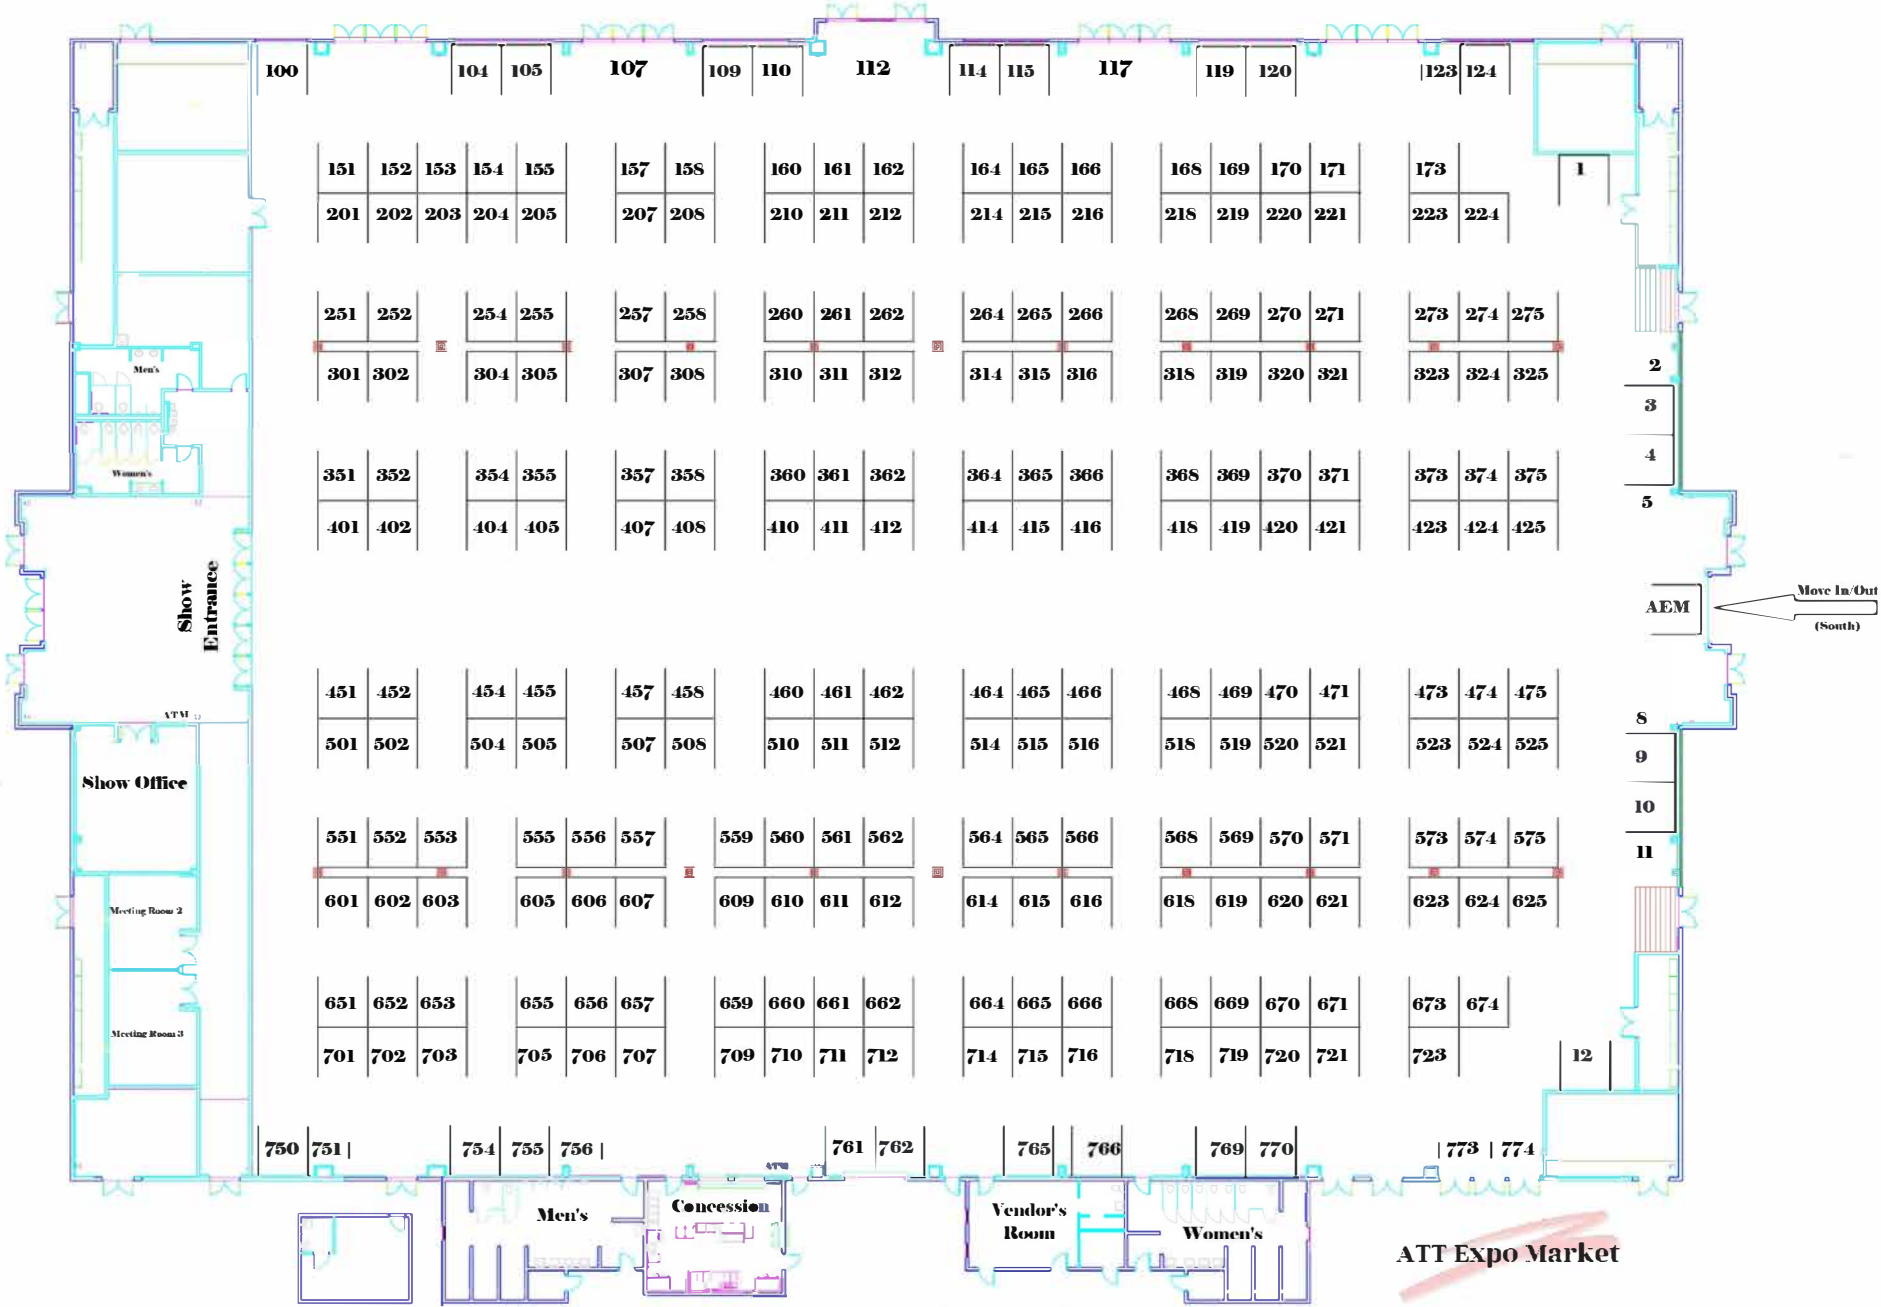 100 104 105 107 109 110 112 114 115 117 119 120 123 124
151 152 153 154 155 157 158 160 161 162 164 165 166 168 169 170 171 173 1
201 202 203 204 205 207 208 210 211 212 214 215 216 218 219 220 221 223 224
251 252 254 255 257 258 260 261 262 264 265 266 268 269 270 271 273 274 275
Men's 301 302 304 305 307 308 310 311 312 314 315 316 318 319 320 321 323 324 325 2
3
4
Women's 351 352 354 355 357 358 360 361 362 364 365 366 368 369 370 371 373 374 375
5
401 402 404 405 407 408 410 411 412 414 415 416 418 419 420 421 423 424 425
Show
Entrance
AEM
Move In/Out
(South)
451 452 454 455 457 458 460 461 462 464 465 466 468 469 470 471 473 474 475
ATM
8
501 502 504 505 507 508 510 511 512 514 515 516 518 519 520 521 523 524 525
Show Office
9
10
551 552 553 555 556 557 559 560 561 562 564 565 566 568 569 570 571 573 574 575
11
601 602 603 605 606 607 609 610 611 612 614 615 616 618 619 620 621 623 624 625
Meeting Room 2
651 652 653 655 656 657 659 660 661 662 664 665 666 668 669 670 671 673 674
Meeting Room 3
701 702 703 705 706 707 709 710 711 712 714 715 716 718 719 720 721 723 12
750 751 754 755 756 761 762 765 766 769 770 773 774
ATM
Men's
Concession
Vendor's
Room
Women's
ATT Expo Market